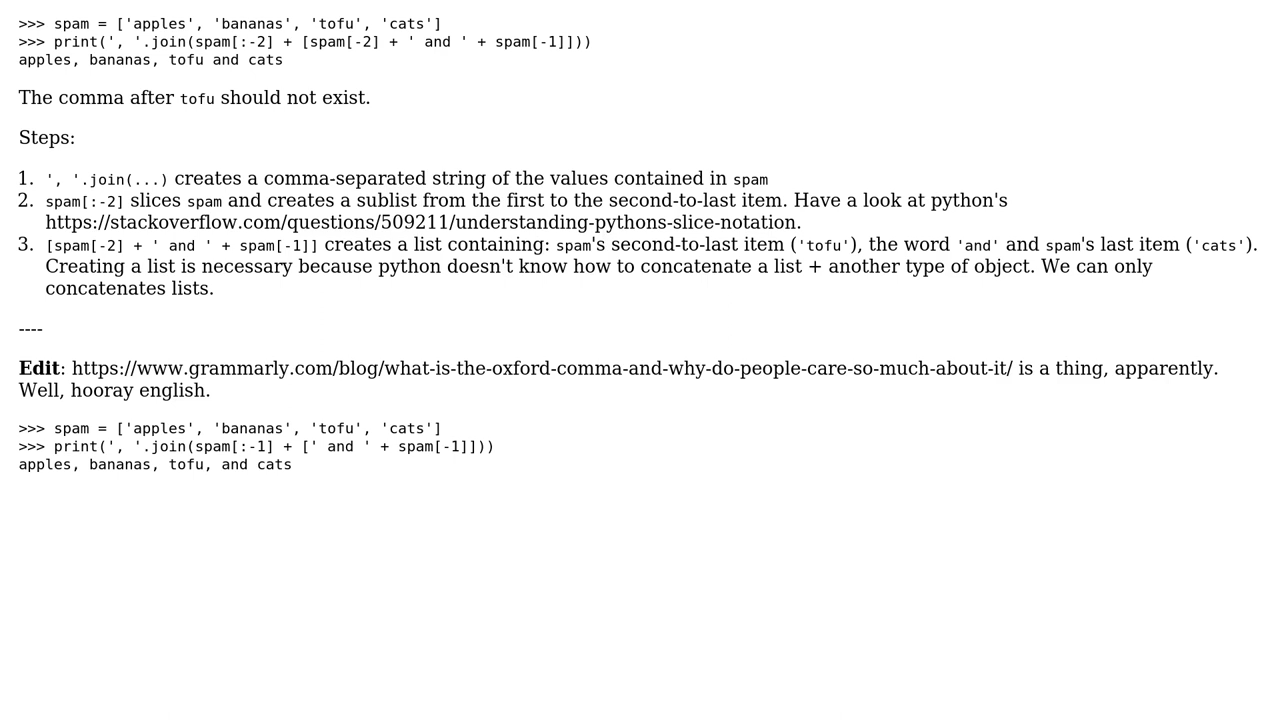 >>> spam = ['apples', 'bananas', 'tofu', 'cats']
>>> print(', '.join(spam[:-2] + [spam[-2] + ' and ' + spam[-1]]))
apples, bananas, tofu and cats
The comma after tofu should not exist.
Steps:
1. ', '.join(...) creates a comma-separated string of the values contained in spam
2. spam[:-2] slices spam and creates a sublist from the first to the second-to-last item. Have a look at python's
https://stackoverflow.com/questions/509211/understanding-pythons-slice-notation.
3. [spam[-2] + ' and ' + spam[-1]] creates a list containing: spam's second-to-last item ('tofu'), the word 'and' and spam's last item ('cats').
Creating a list is necessary because python doesn't know how to concatenate a list + another type of object. We can only
concatenates lists.
----
Edit: https://www.grammarly.com/blog/what-is-the-oxford-comma-and-why-do-people-care-so-much-about-it/ is a thing, apparently.
Well, hooray english.
>>> spam = ['apples', 'bananas', 'tofu', 'cats']
>>> print(', '.join(spam[:-1] + [' and ' + spam[-1]]))
apples, bananas, tofu, and cats